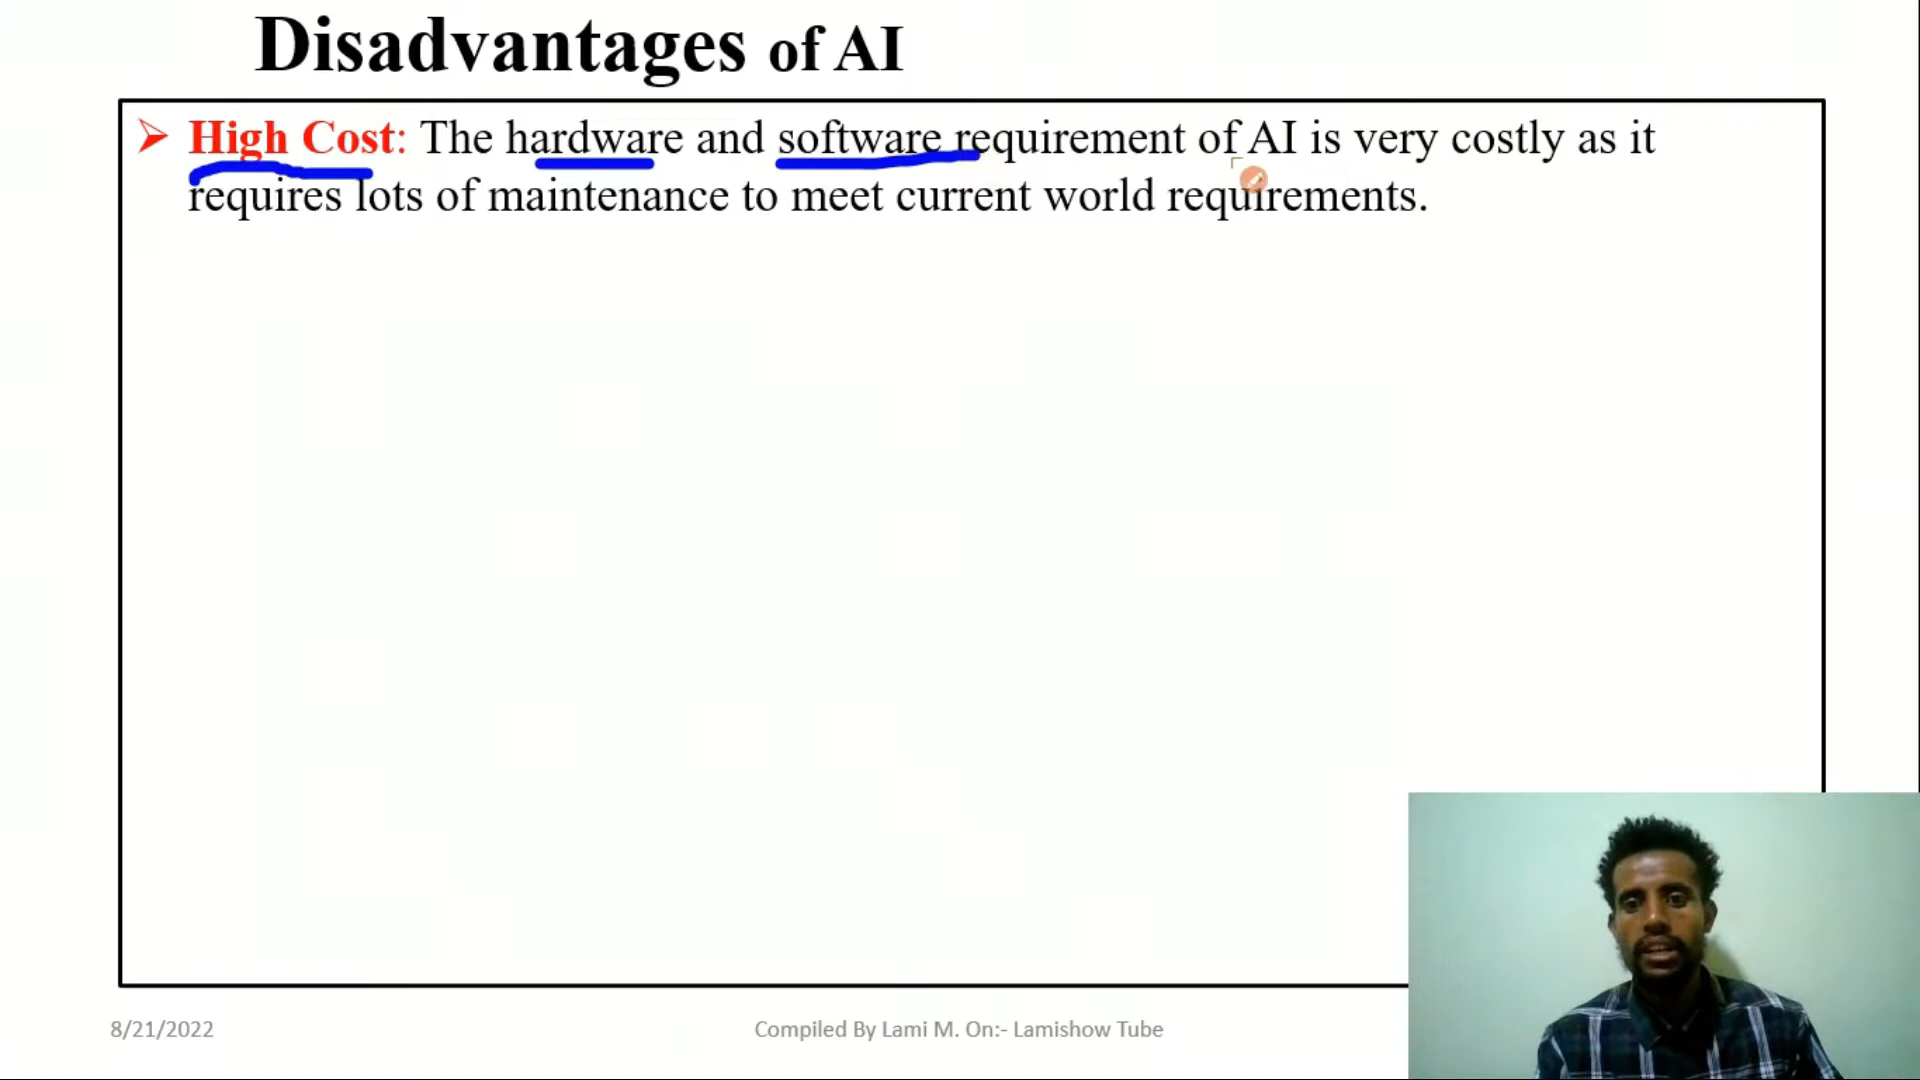 Disadvantages of AI
➢ High Cost: The hardware and software requirement of AI is very costly as it
requires lots of maintenance to meet current world requirements.
8/21/2022
Compiled By Lami M. On:- Lamishow Tube